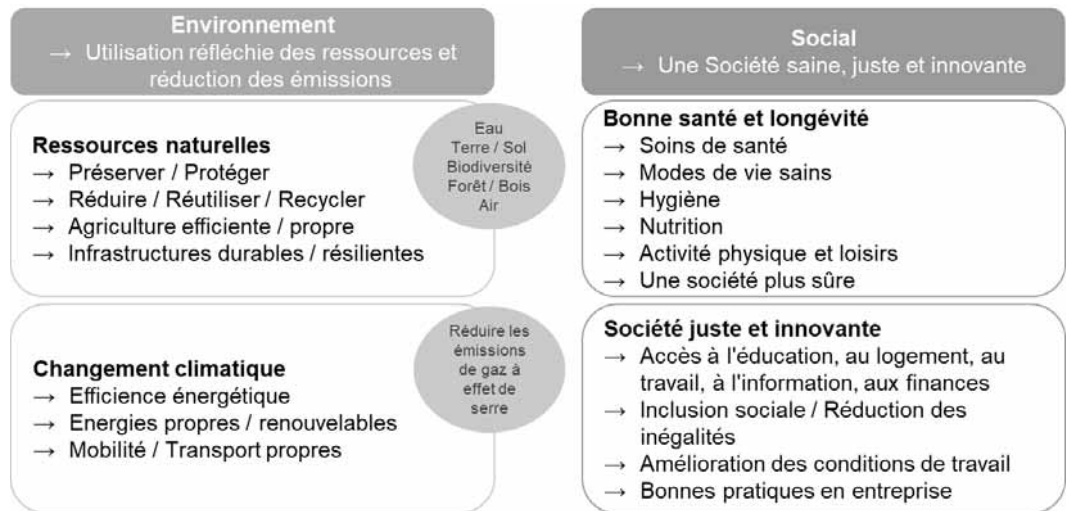 Environnement
→ Utilisation réfléchie des ressources et
réduction des émissions
Ressources naturelles
→ Préserver / Protéger
→ Réduire / Réutiliser / Recycler
→ Agriculture efficiente / propre
→ Infrastructures durables / résilientes
Eau
Terre / Sol
Biodiversité
Forêt / Bois
Air
Changement climatique
→ Efficience énergétique
→ Energies propres / renouvelables
→ Mobilité / Transport propres
Réduire les
émissions
de gaz à
effet de
serre
Social
→ Une Société saine, juste et innovante
Bonne santé et longévité
→ Soins de santé
→ Modes de vie sains
→ Hygiène
→ Nutrition
→ Activité physique et loisirs
→ Une société plus sûre
Société juste et innovante
→ Accès à l'éducation, au logement, au
travail, à l'information, aux finances
→ Inclusion sociale / Réduction des
inégalités
→ Amélioration des conditions de travail
→ Bonnes pratiques en entreprise